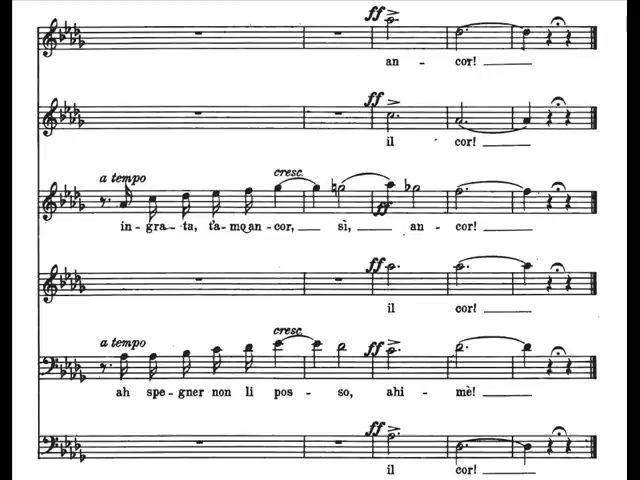 ff
an - cor!
ff
il cor!
a tempo cresc.
ff
in-gra-ta, t'a-mo an-cor, sì, an - cor!
ff
il cor!
a tempo cresc. ff
ah spe-gner non li pos - so, ahi - mè!
ff
il cor!